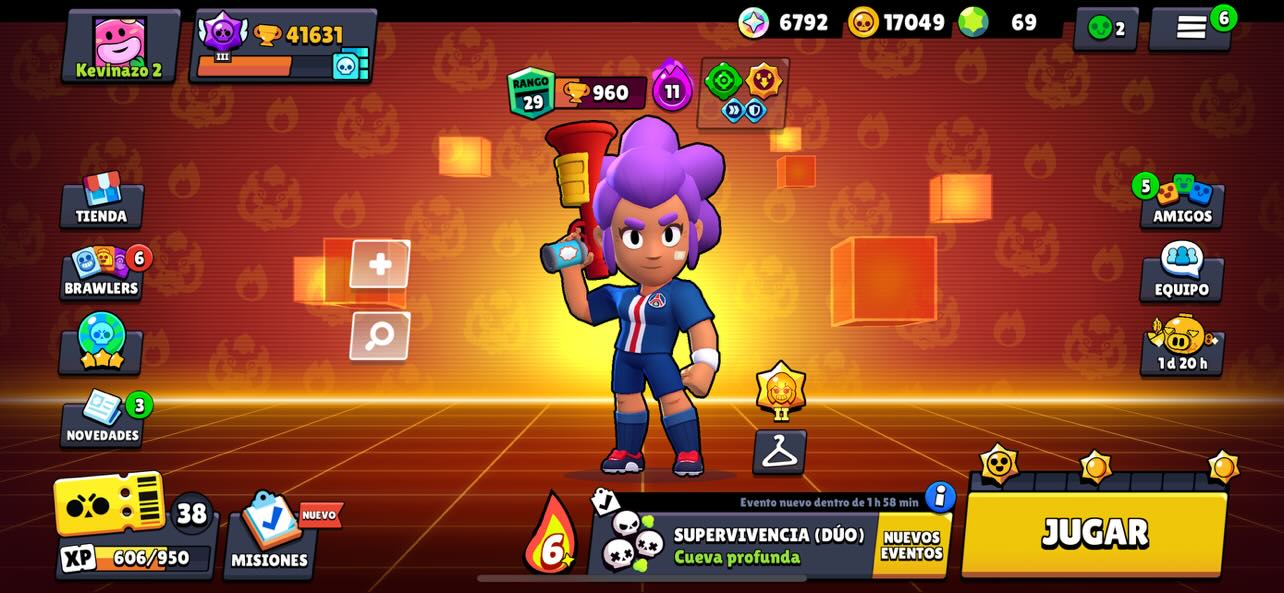 Kevinazo 2
III
41631
6792
17049
69
2
6
RANGO
29
960
11
TIENDA
6
BRAWLERS
3
NOVEDADES
5
AMIGOS
EQUIPO
1 d 20 h
II
38
XP
606/950
NUEVO
MISIONES
6
Evento nuevo dentro de 1 h 58 min
i
SUPERVIVENCIA (DÚO)
Cueva profunda
NUEVOS
EVENTOS
JUGAR